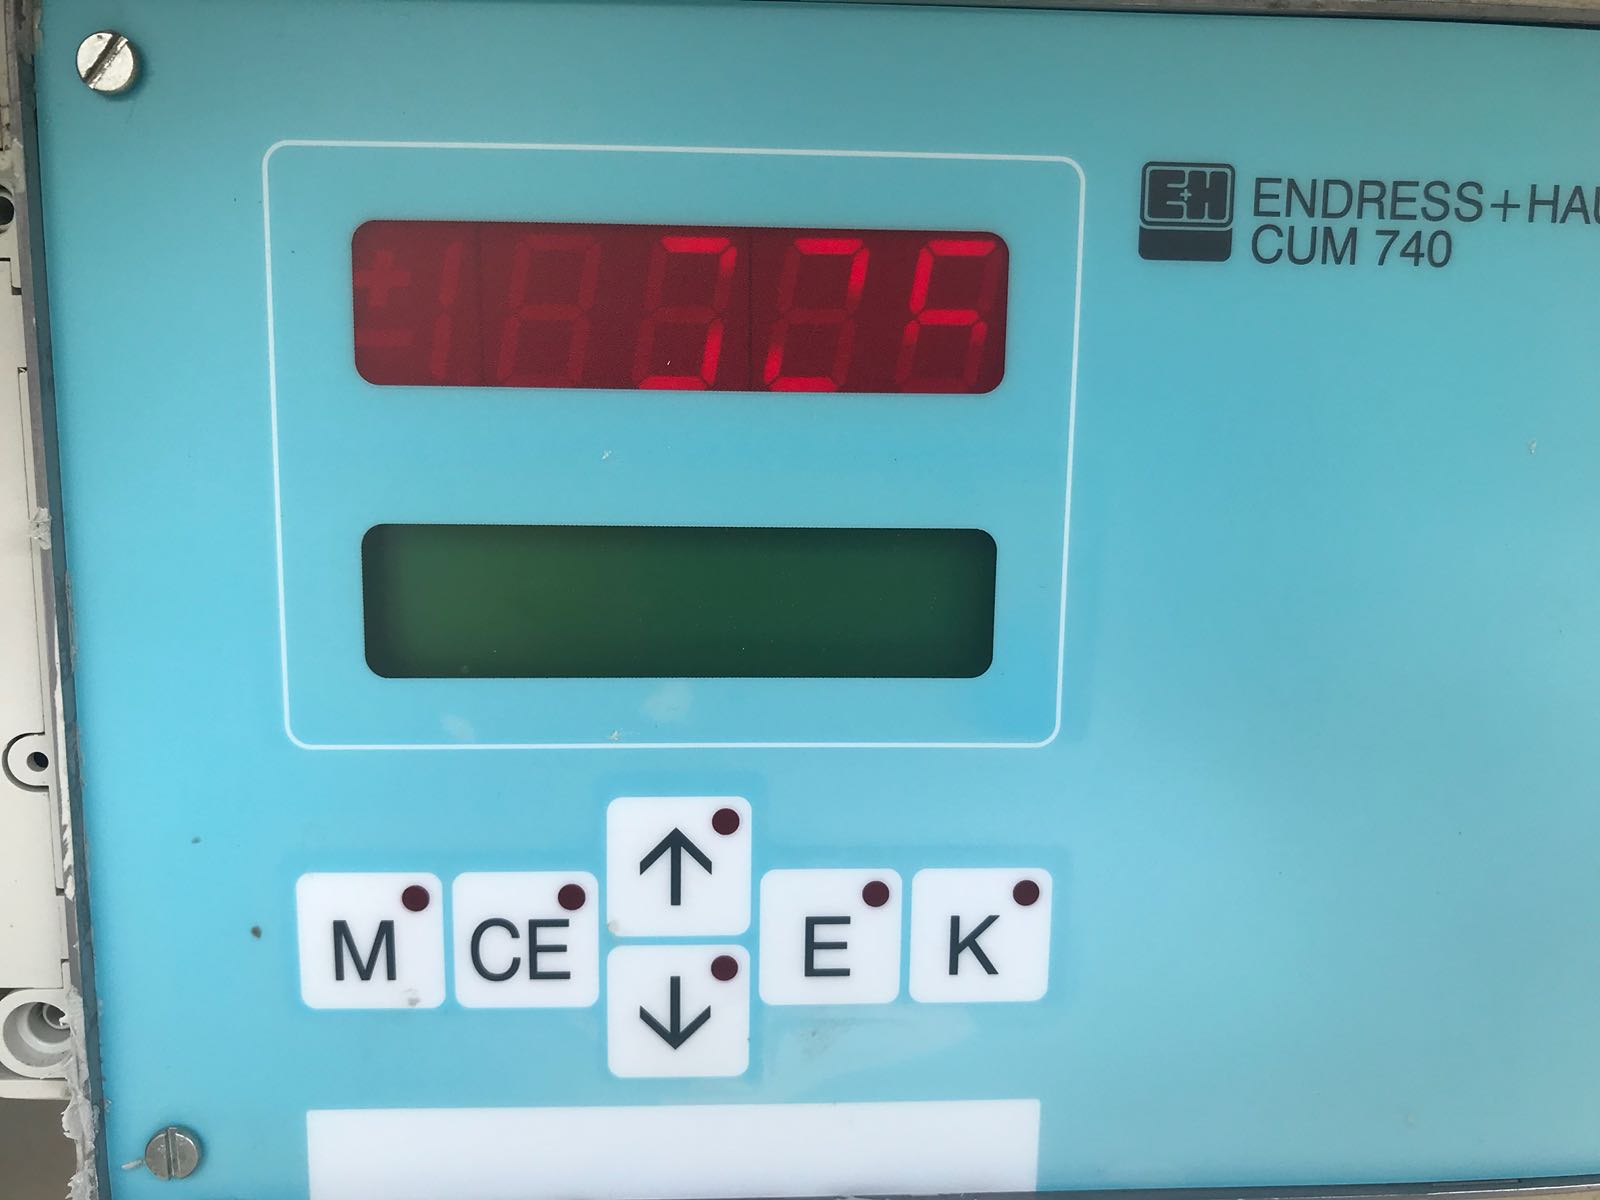 E+H
ENDRESS+HAU
CUM 740
↑
M CE E K
↓